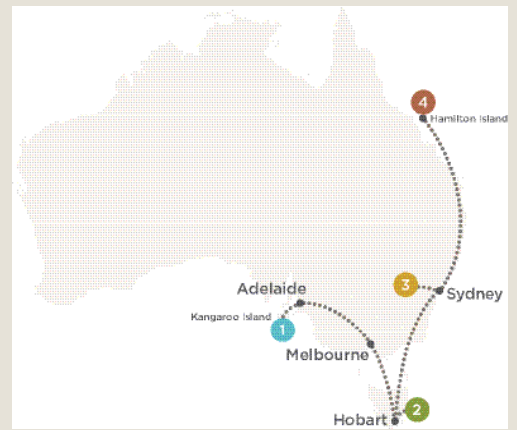 4
Hamilton Island
3
Sydney
Adelaide
Kangaroo Island
1
Melbourne
2
Hobart